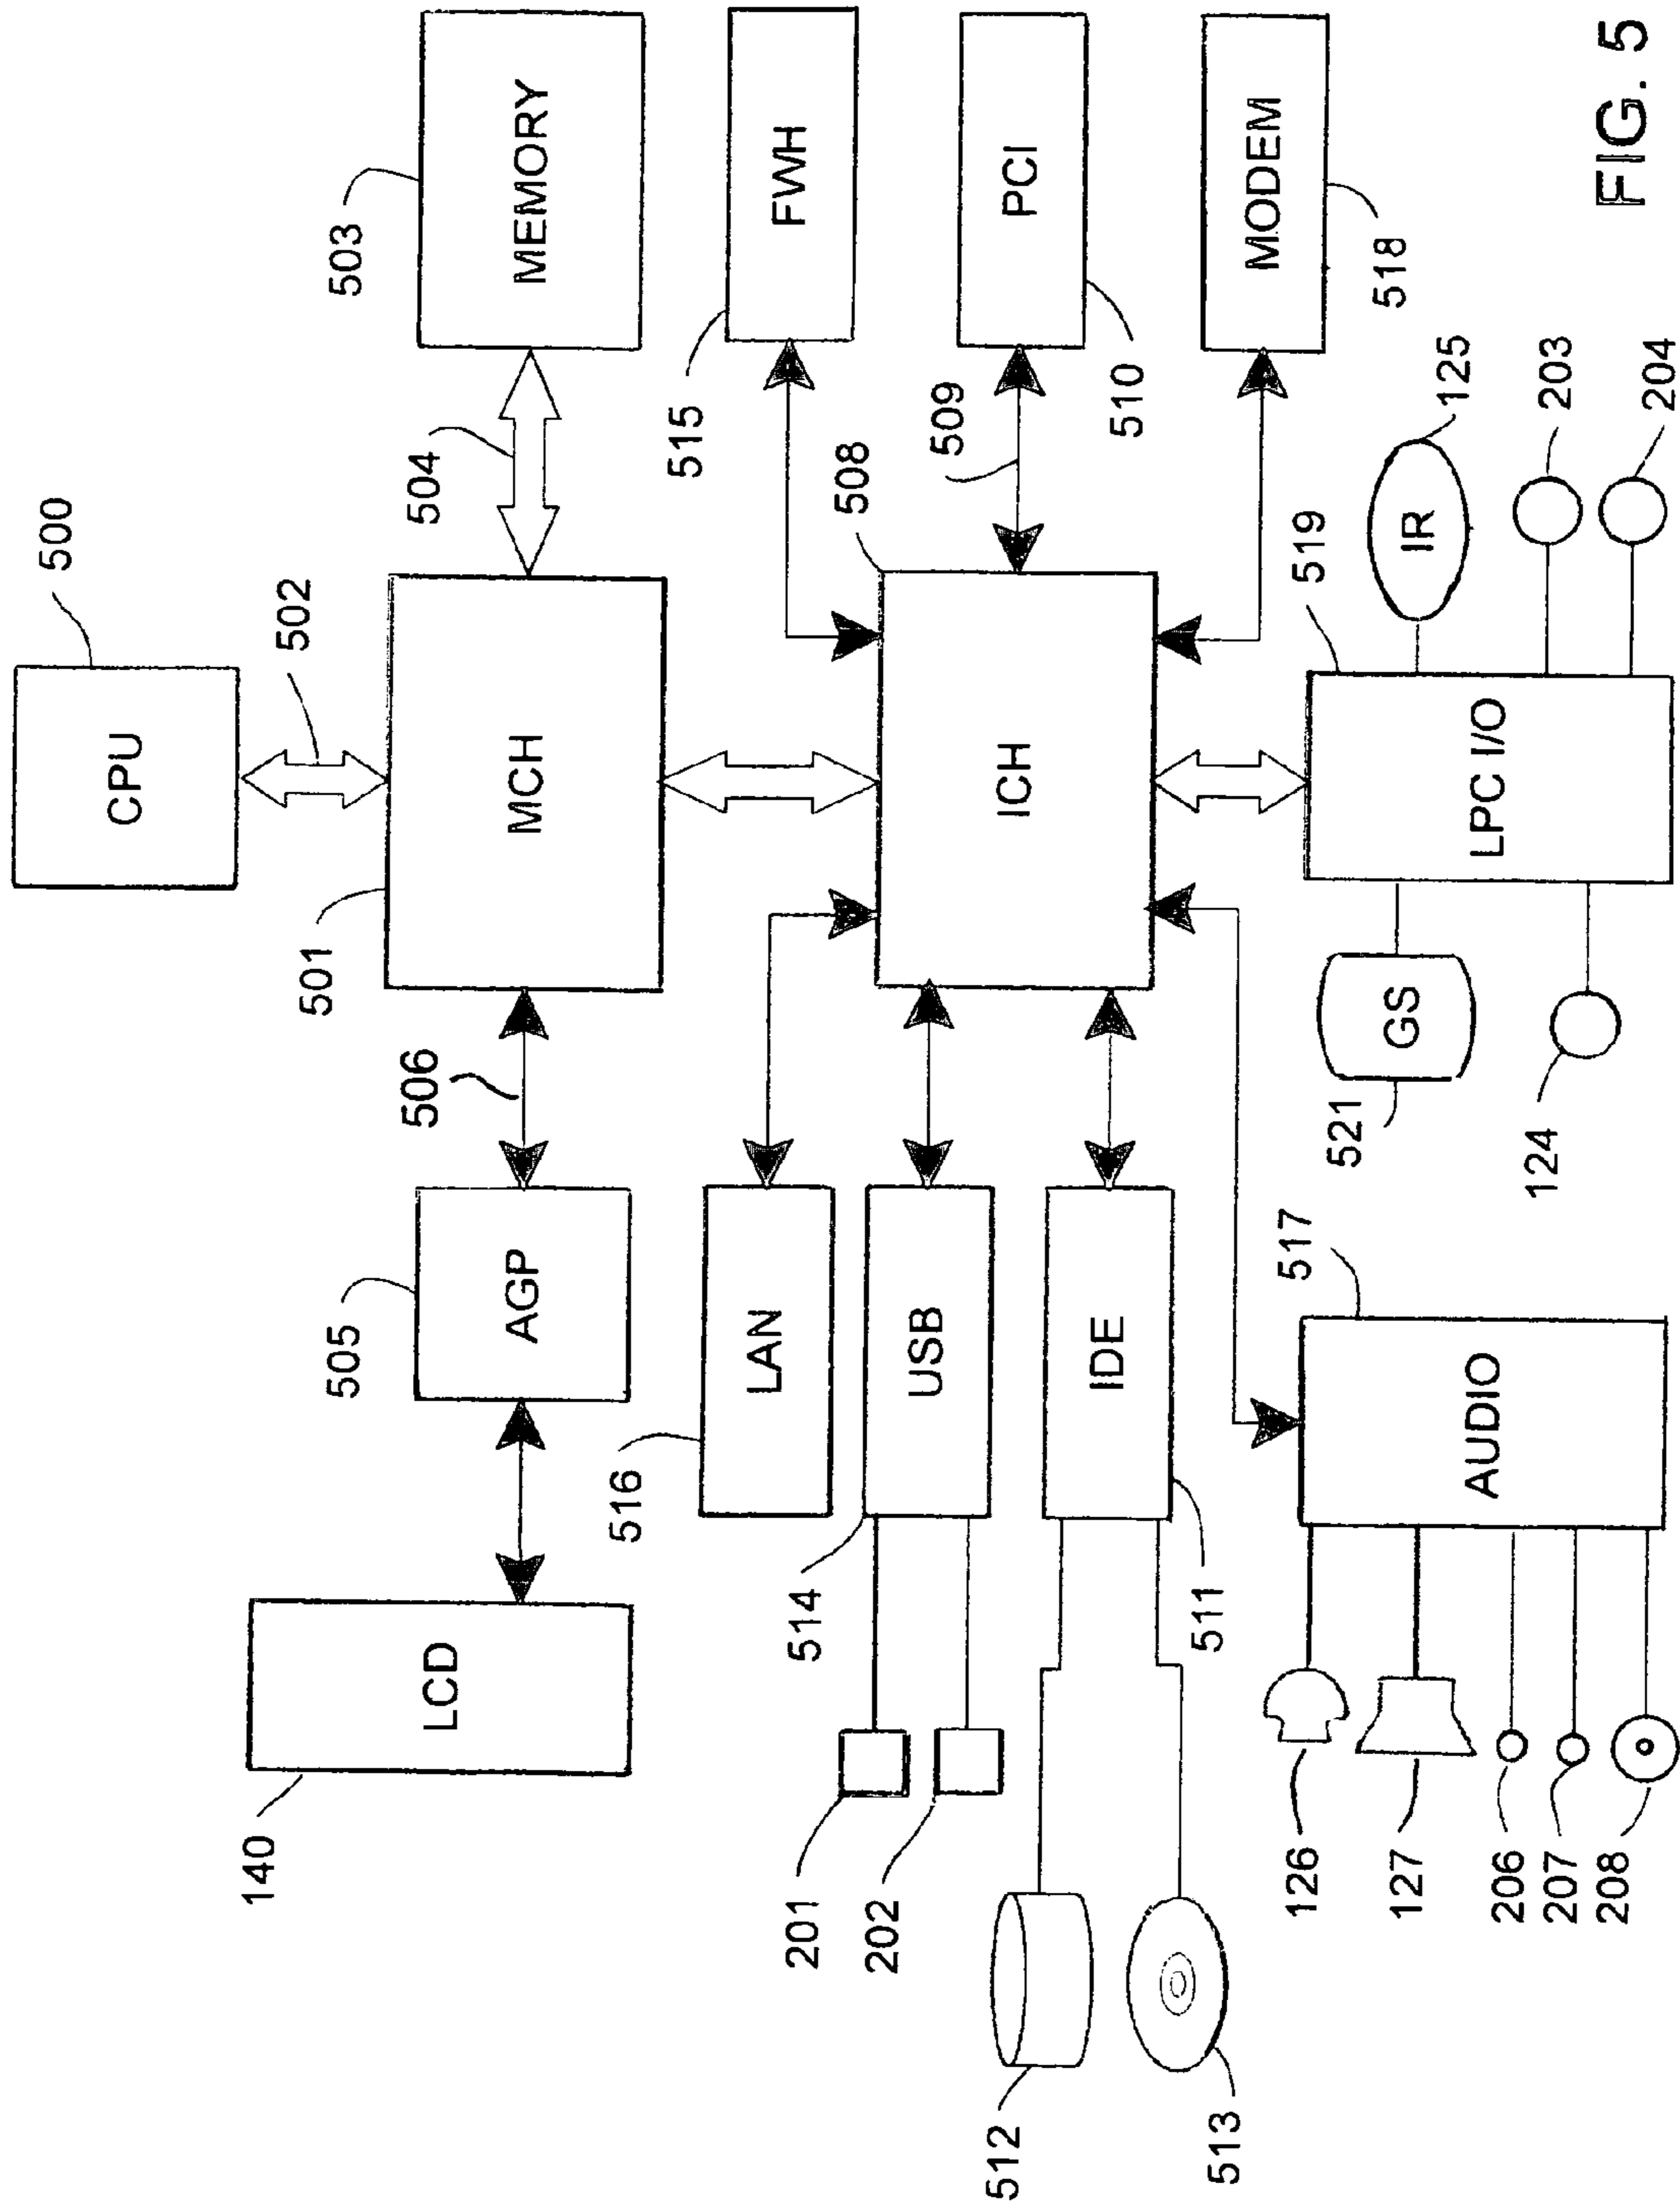 500
CPU
140
502
501
505
503
506
504
LCD
MEMORY
AGP
MCH
516
515
LAN
FWH
201
514
508
202
USB
509
512
ICH
PCI
IDE
510
511
513
MODEM
517
126
519
521
518
127
GS
IR
125
AUDIO
LPC I/O
206
124
203
207
208
204
FIG. 5